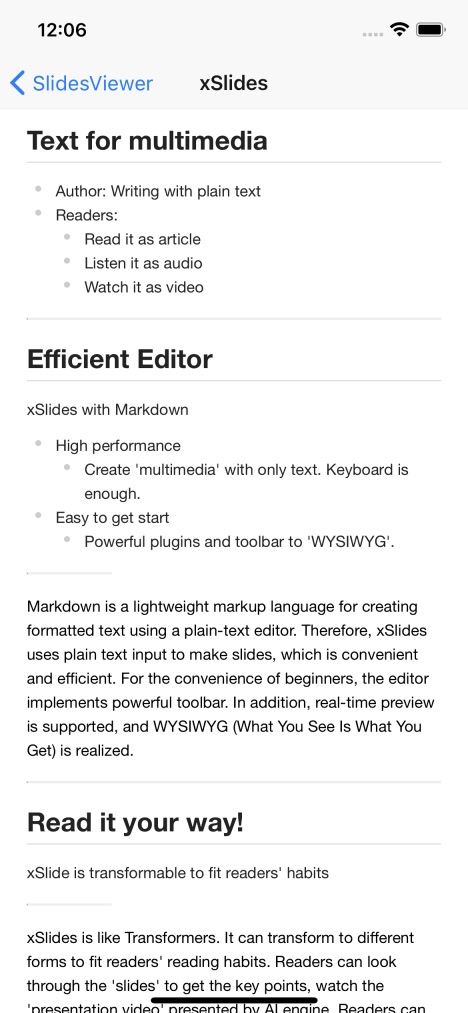 12:06
SlidesViewer xSlides
Text for multimedia
Author: Writing with plain text
Readers:
Read it as article
Listen it as audio
Watch it as video
Efficient Editor
xSlides with Markdown
High performance
Create 'multimedia' with only text. Keyboard is
enough.
Easy to get start
Powerful plugins and toolbar to 'WYSIWYG'.
Markdown is a lightweight markup language for creating
formatted text using a plain-text editor. Therefore, xSlides
uses plain text input to make slides, which is convenient
and efficient. For the convenience of beginners, the editor
implements powerful toolbar. In addition, real-time preview
is supported, and WYSIWYG (What You See Is What You
Get) is realized.
Read it your way!
xSlide is transformable to fit readers' habits
xSlides is like Transformers. It can transform to different
forms to fit readers' reading habits. Readers can look
through the 'slides' to get the key points, watch the
'presentation video' presented by AI engine. Readers can